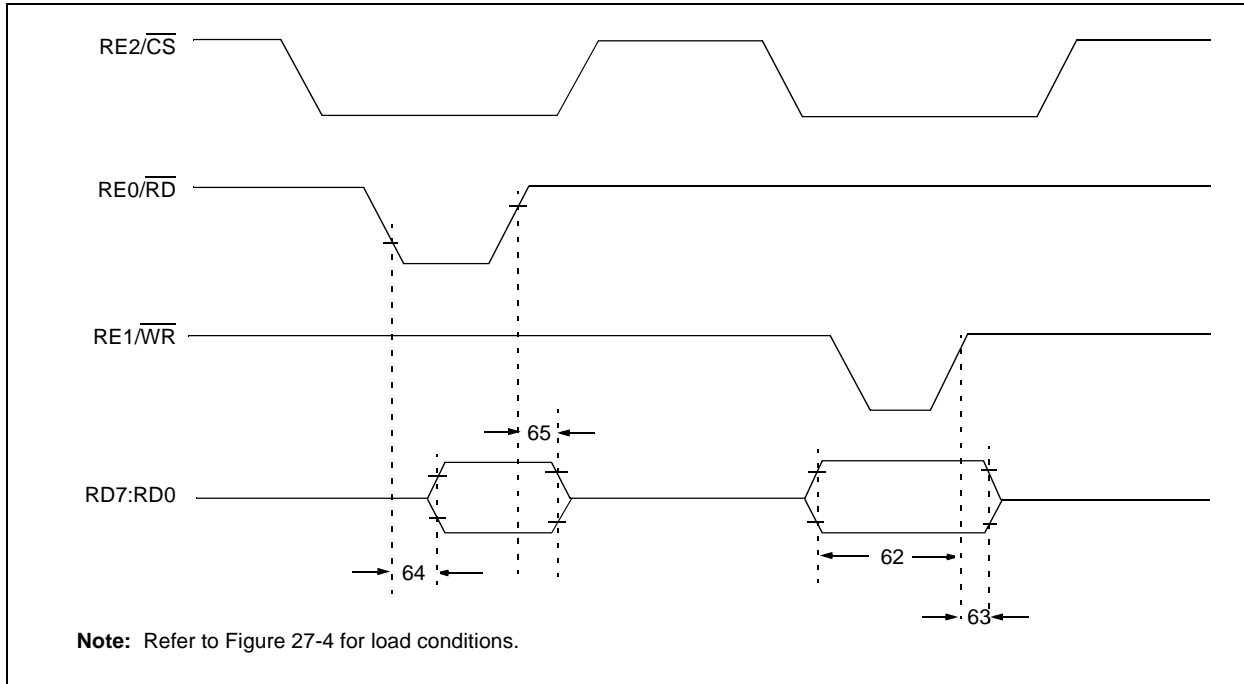 RE2/CS
RE0/RD
RE1/WR
65
RD7:RD0
62
64
63
Note: Refer to Figure 27-4 for load conditions.